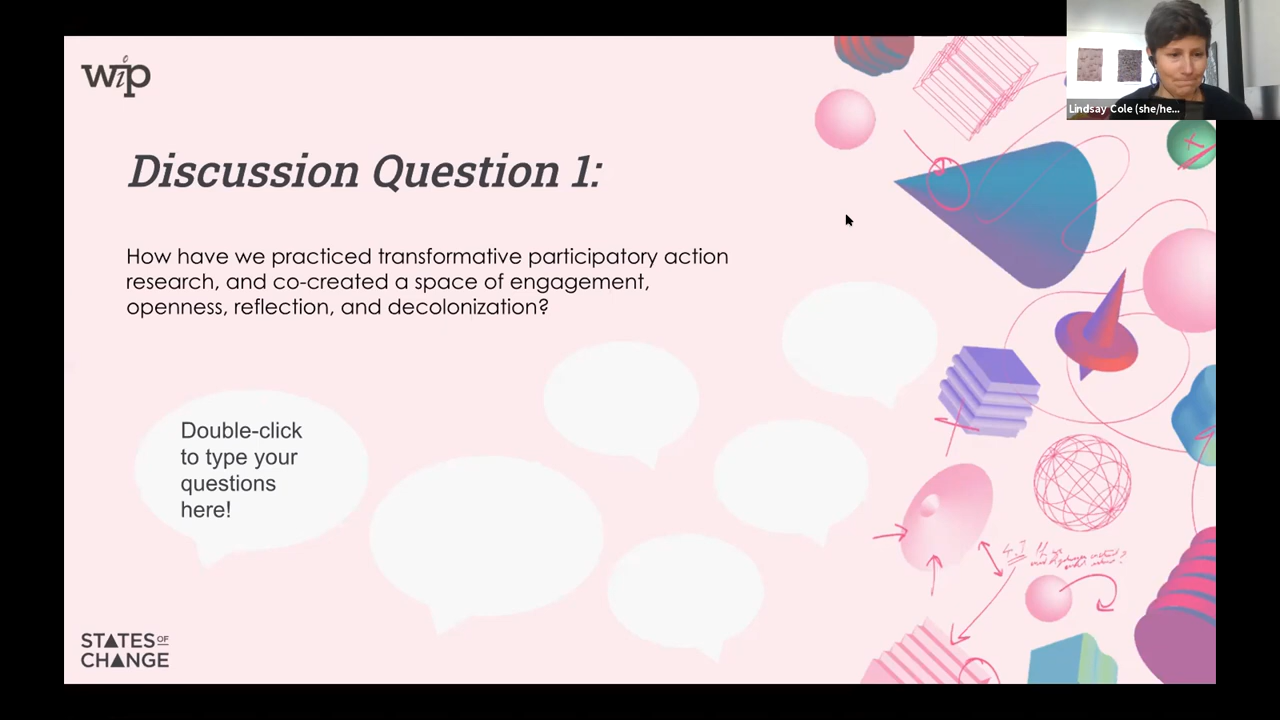 wip
Lindsay Cole (she/he...
Discussion Question 1:
How have we practiced transformative participatory action
research, and co-created a space of engagement,
openness, reflection, and decolonization?
Double-click
to type your
questions
here!
STATES OF
CHANGE